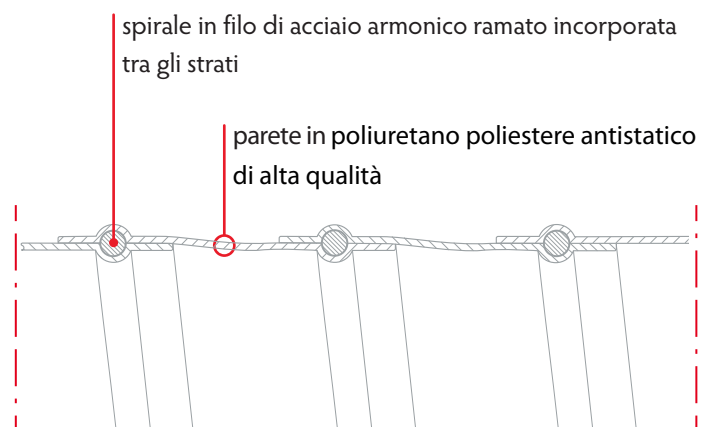 spirale in filo di acciaio armonico ramato incorporata
tra gli strati
parete in poliuretano poliestere antistatico
di alta qualità